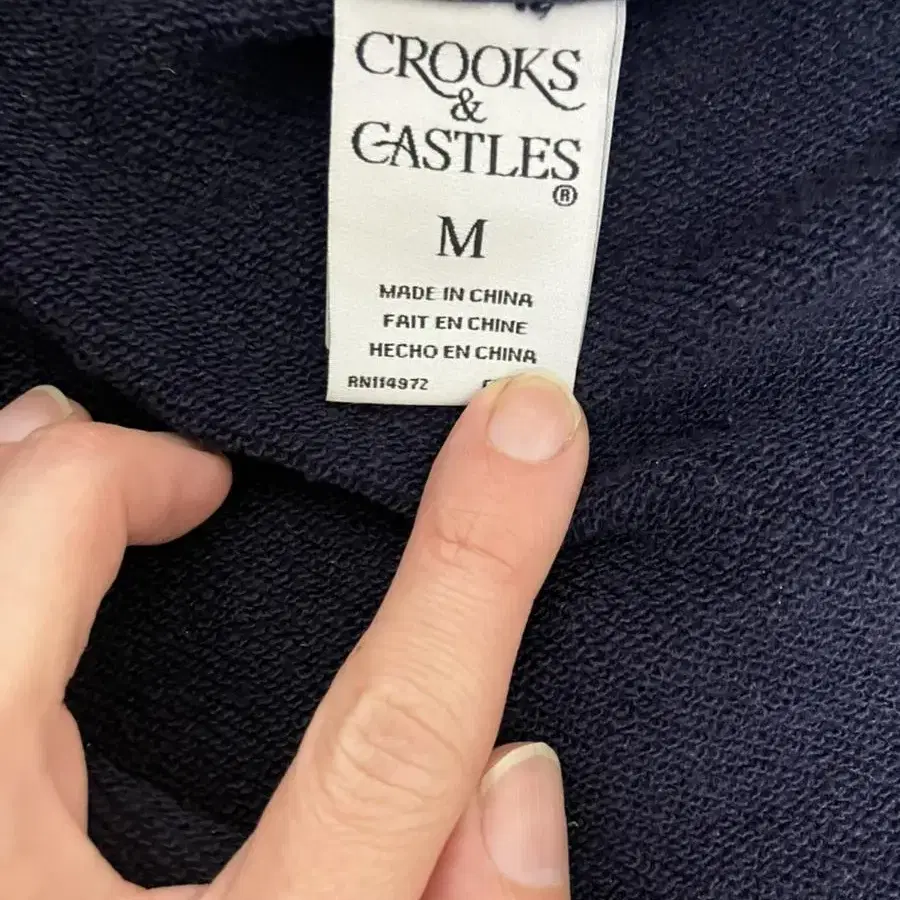 CROOKS
&
CASTLES
®
M
MADE IN CHINA
FAIT EN CHINE
HECHO EN CHINA
RN114972